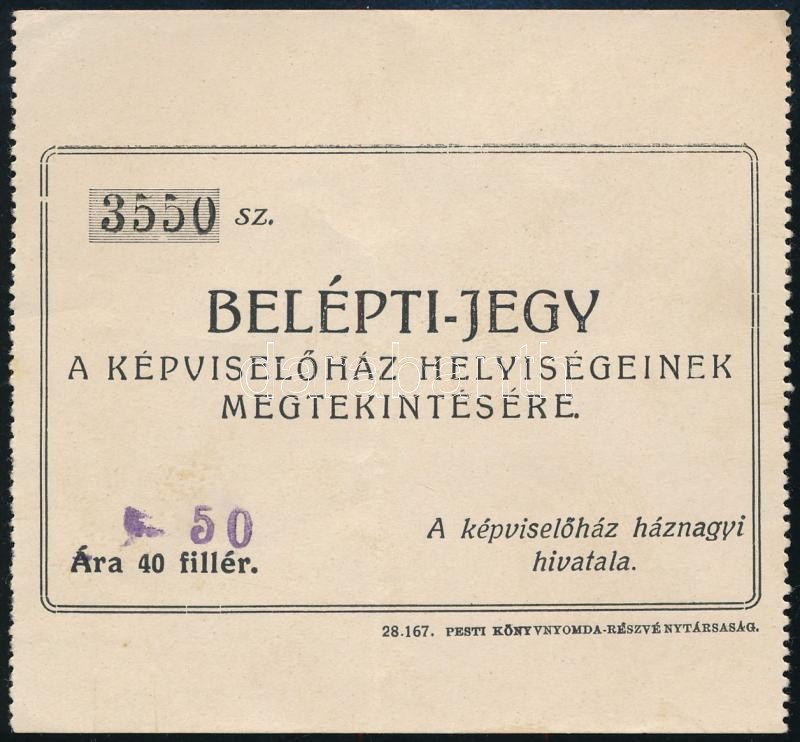 3550 sz.
BELÉPTI-JEGY
A KÉPVISELŐHÁZ HELYISÉGEINEK
MEGTEKINTÉSÉRE.
50
Ára 40 fillér.
A képviselőház háznagyi
hivatala.
28.167. PESTI KÖNYVNYOMDA-RÉSZVÉNYTÁRSASÁG.
darabanth